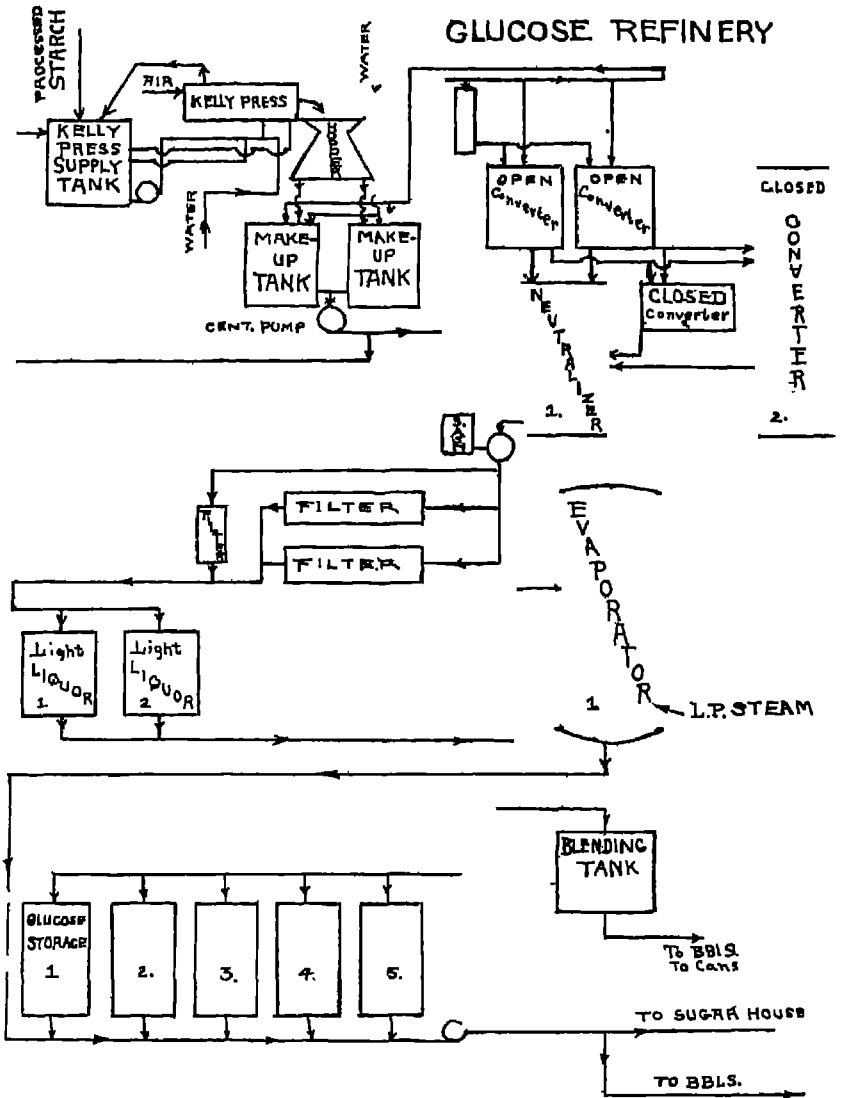 GLUCOSE REFINERY
PROCESSED
STARCH
AIR
KELLY PRESS
WATER
KELLY
PRESS
SUPPLY
TANK
WATER
MAKE-
UP
TANK
MAKE-
UP
TANK
CENT. PUMP
OPEN
Converter
OPEN
Converter
CLOSED
Converter
CLOSED
CONVERTER
2.
NEUTRALIZER
1.
FILTER
FILTER
Light
LIQUOR
1
Light
LIQUOR
2
EVAPORATOR
1
L.P. STEAM
BLENDING
TANK
To BBLS.
To Cans
GLUCOSE
STORAGE
1
2.
3.
4.
5.
TO SUGAR HOUSE
TO BBLS.